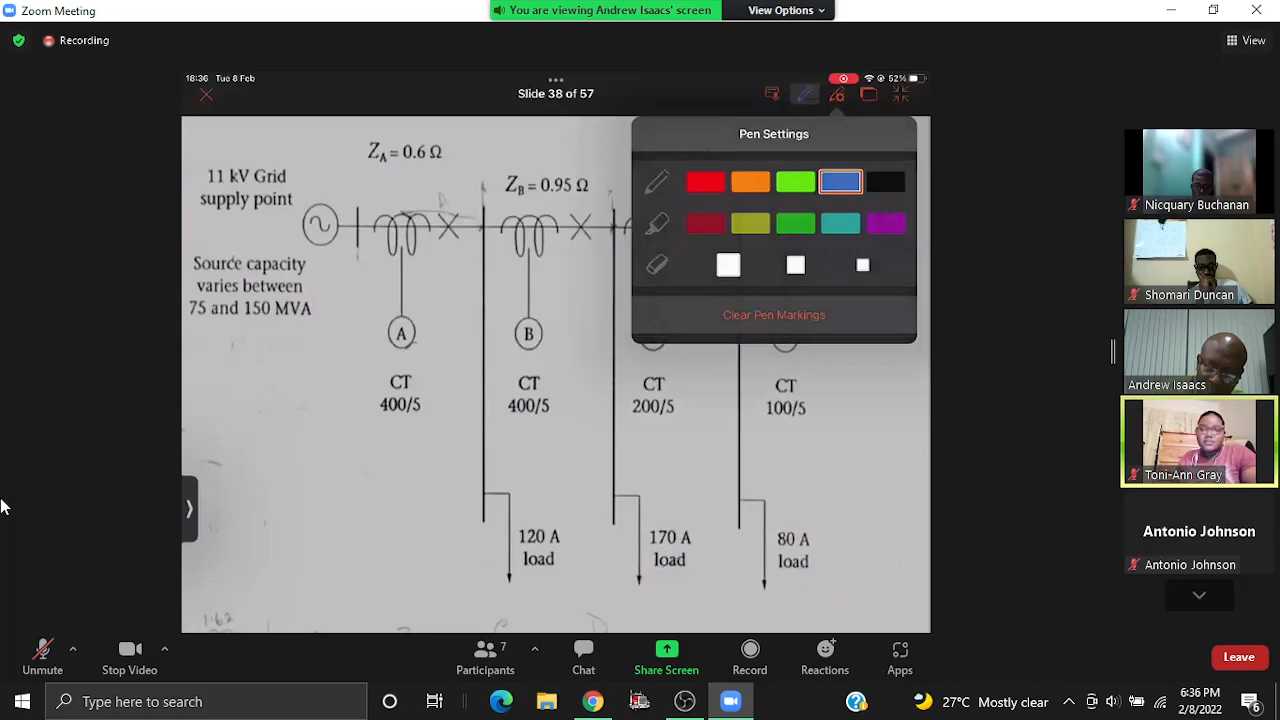 Zoom Meeting
You are viewing Andrew Isaacs' screen
View Options
Recording
View
18:36 Tue 8 Feb
52%
Slide 38 of 57
Pen Settings
Clear Pen Markings
Z_A = 0.6 Ω
11 kV Grid
supply point
Z_B = 0.95 Ω
Source capacity
varies between
75 and 150 MVA
A
B
CT
400/5
CT
400/5
CT
200/5
CT
100/5
120 A
load
170 A
load
80 A
load
1.62
Nicquary Buchanan
Shomari Duncan
Andrew Isaacs
Toni-Ann Gray
Antonio Johnson
Antonio Johnson
Unmute
Stop Video
7
Participants
Chat
Share Screen
Record
Reactions
Apps
Leave
Type here to search
27°C Mostly clear
6:36 PM
2/8/2022
6